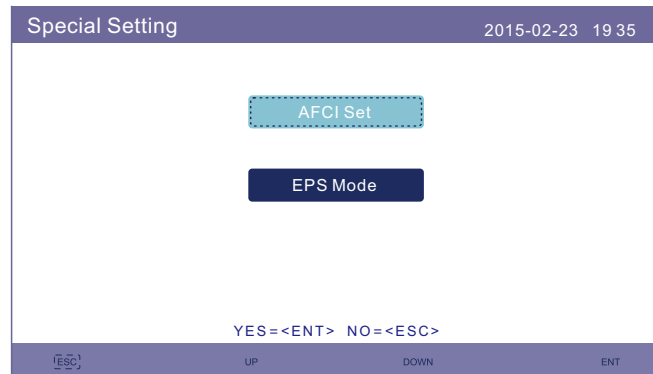 Special Setting 2015-02-23 19 35
AFCI Set
EPS Mode
YES=<ENT> NO=<ESC>
ESC UP DOWN ENT